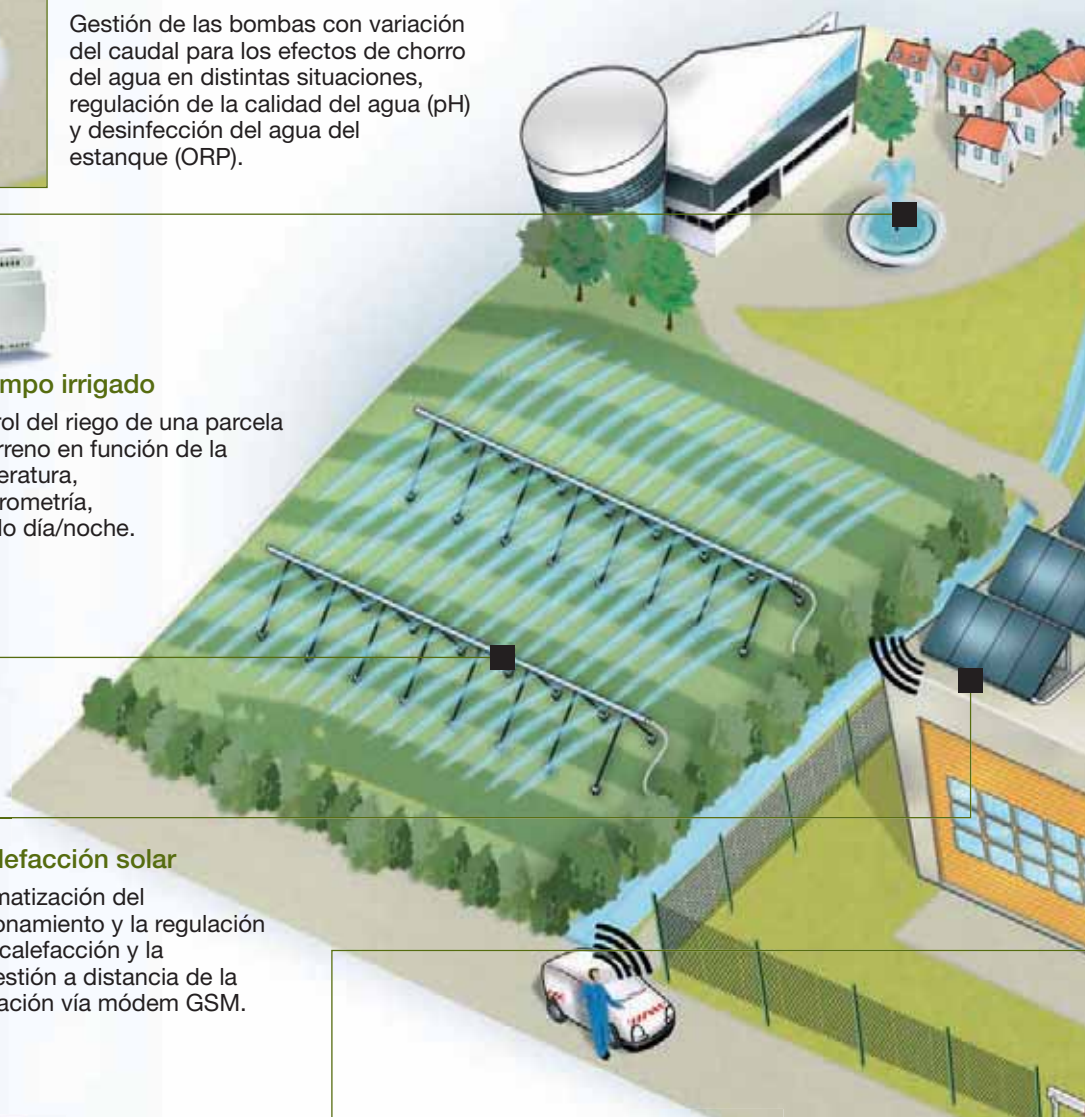 Gestión de las bombas con variación
del caudal para los efectos de chorro
del agua en distintas situaciones,
regulación de la calidad del agua (pH)
y desinfección del agua del
estanque (ORP).
mpo irrigado
rol del riego de una parcela
rreno en función de la
eratura,
rometría,
do día/noche.
lefacción solar
matización del
onamiento y la regulación
calefacción y la
estión a distancia de la
ación vía módem GSM.